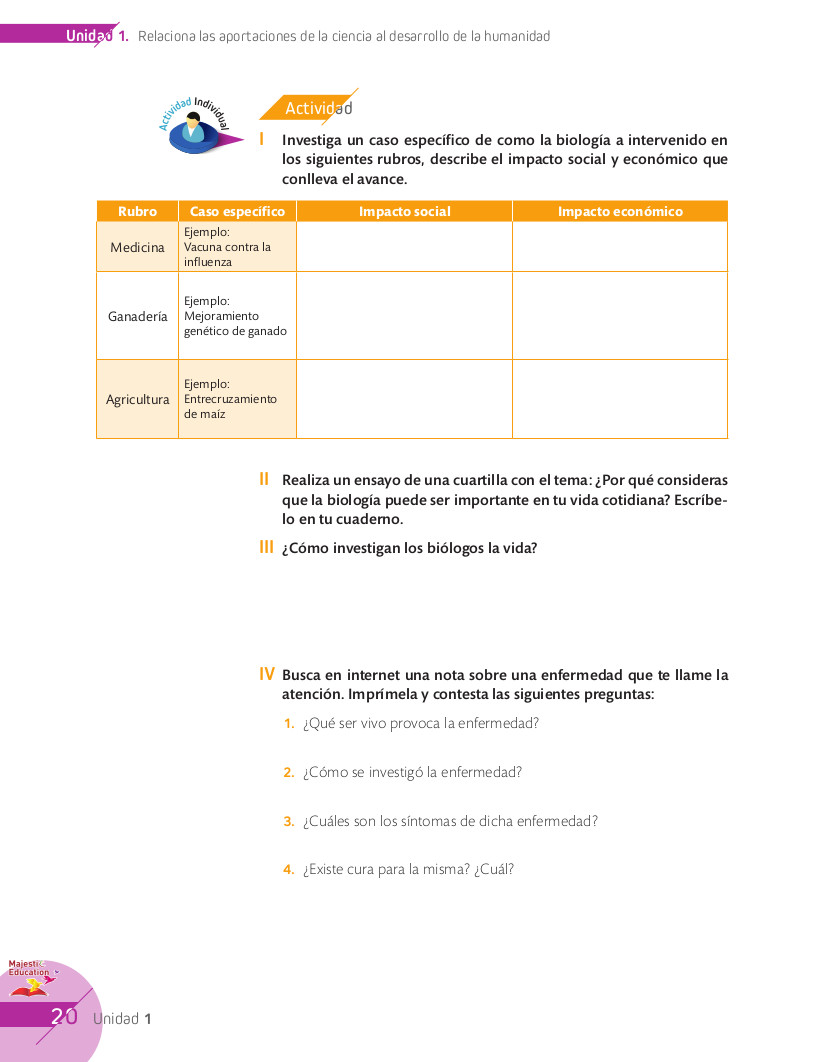 Unidad 1. Relaciona las aportaciones de la ciencia al desarrollo de la humanidad
Actividad Individual
Actividad
I Investiga un caso específico de como la biología a intervenido en
los siguientes rubros, describe el impacto social y económico que
conlleva el avance.
Rubro Caso específico Impacto social Impacto económico
Medicina
Ejemplo:
Vacuna contra la
influenza
Ganadería
Ejemplo:
Mejoramiento
genético de ganado
Agricultura
Ejemplo:
Entrecruzamiento
de maíz
II Realiza un ensayo de una cuartilla con el tema: ¿Por qué consideras
que la biología puede ser importante en tu vida cotidiana? Escríbe-
lo en tu cuaderno.
III ¿Cómo investigan los biólogos la vida?
IV Busca en internet una nota sobre una enfermedad que te llame la
atención. Imprímela y contesta las siguientes preguntas:
1. ¿Qué ser vivo provoca la enfermedad?
2. ¿Cómo se investigó la enfermedad?
3. ¿Cuáles son los síntomas de dicha enfermedad?
4. ¿Existe cura para la misma? ¿Cuál?
Majestic
Education
20 Unidad 1